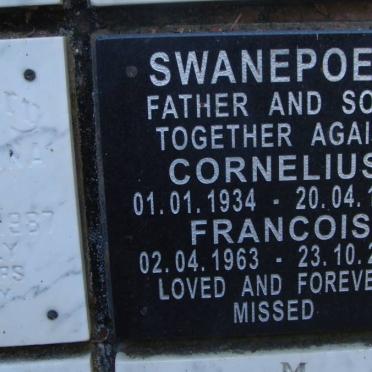 SWANEPOE
FATHER AND SO
TOGETHER AGAI
CORNELIUS
01.01.1934 - 20.04.1
FRANCOIS
02.04.1963 - 23.10.2
LOVED AND FOREVE
MISSED